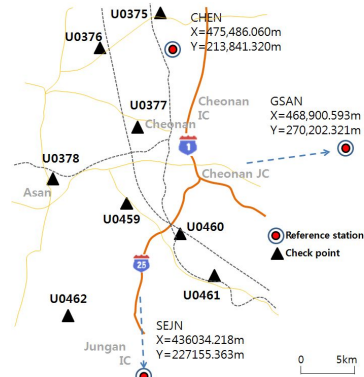 U0375
CHEN
X=475,486.060m
Y=213,841.320m
U0376
GSAN
X=468,900.593m
Y=270,202.321m
Cheonan
IC
U0377
Cheonan
1
U0378
Cheonan JC
Asan
U0459
U0460
Reference station
Check point
25
U0461
U0462
SEJN
X=436034.218m
Y=227155.363m
Jungan
IC
0 5km